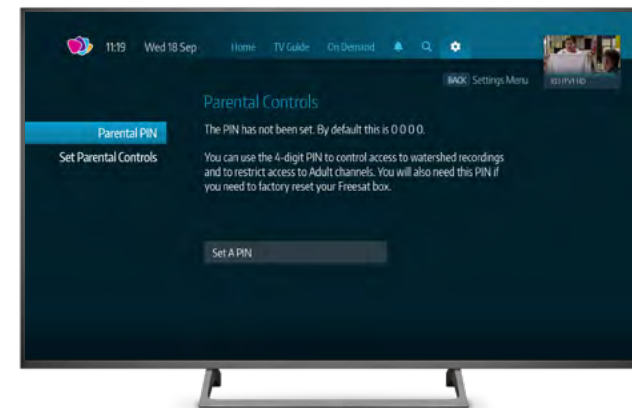 11:19 Wed 18 Sep Home TV Guide On Demand
BACK Settings Menu
Parental Controls
Parental PIN
The PIN has not been set. By default this is 0 0 0 0.
Set Parental Controls
You can use the 4-digit PIN to control access to watershed recordings
and to restrict access to Adult channels. You will also need this PIN if
you need to factory reset your Freesat box.
Set A PIN